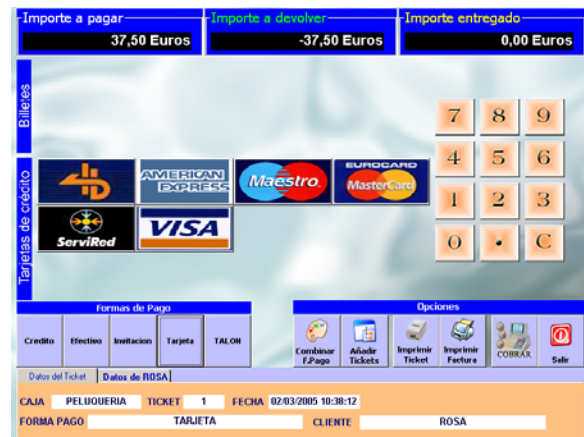 Importe a pagar
Importe a devolver
Importe entregado
37,50 Euros
-37,50 Euros
0,00 Euros
Billetes
7 8 9
4 5 6
1 2 3
0 . C
Tarjetas de crédito
AMERICAN EXPRESS
Maestro
EUROCARD
MasterCard
ServiRed
VISA
Formas de Pago
Credito
Efectivo
Invitacion
Tarjeta
TALON
Opciones
Combinar F.Pago
Añadir Tickets
Imprimir Ticket
Imprimir Factura
COBRAR
Salir
Datos del Ticket
Datos de ROSA
CAJA PELUQUERIA TICKET 1 FECHA 02/03/2005 10:38:12
FORMA PAGO TARJETA CLIENTE ROSA